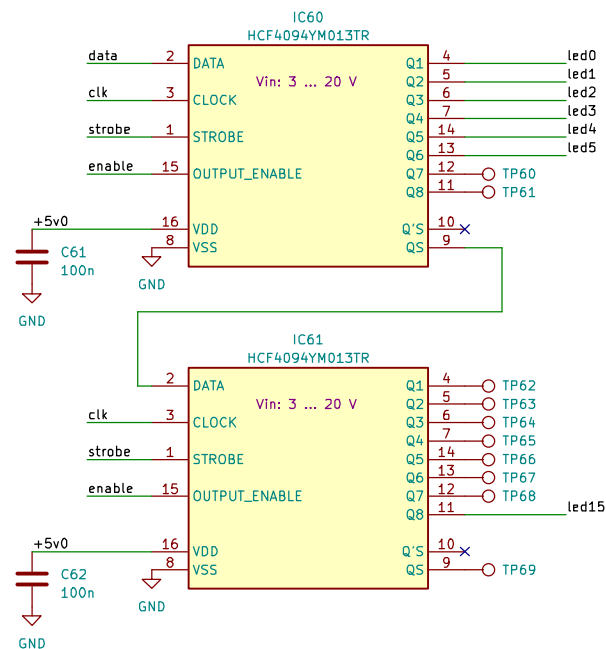 IC60
HCF4094YM013TR
data 2 DATA Q1 4 led0
Vin: 3 ... 20 V Q2 5 led1
clk 3 CLOCK Q3 6 led2
Q4 7 led3
strobe 1 STROBE Q5 14 led4
Q6 13 led5
enable 15 OUTPUT_ENABLE Q7 12 TP60
Q8 11 TP61
+5v0 16 VDD Q'S 10
8 VSS QS 9
C61
100n
GND
GND
IC61
HCF4094YM013TR
2 DATA Q1 4 TP62
Vin: 3 ... 20 V Q2 5 TP63
clk 3 CLOCK Q3 6 TP64
Q4 7 TP65
strobe 1 STROBE Q5 14 TP66
Q6 13 TP67
enable 15 OUTPUT_ENABLE Q7 12 TP68
Q8 11 led15
+5v0 16 VDD Q'S 10
8 VSS QS 9 TP69
C62
100n
GND
GND